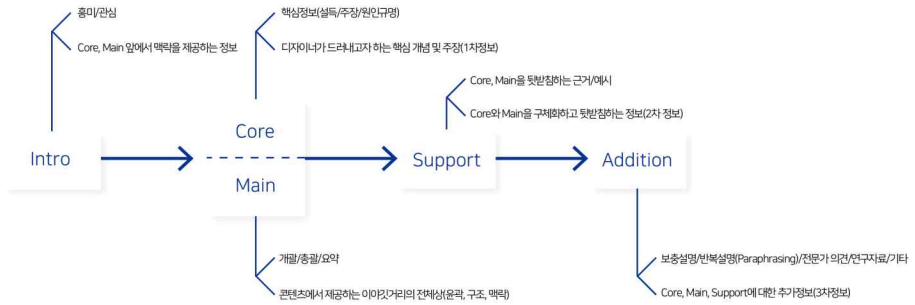 흥미/관심
Core, Main 앞에서 맥락을 제공하는 정보
Intro
핵심정보(설득/주장/원인규명)
디자이너가 드러내고자 하는 핵심 개념 및 주장(1차정보)
Core
Main
개괄/총괄/요약
콘텐츠에서 제공하는 이야깃거리의 전체상(윤곽, 구조, 맥락)
Core, Main을 뒷받침하는 근거/예시
Core와 Main을 구체화하고 뒷받침하는 정보(2차 정보)
Support
Addition
보충설명/반복설명(Paraphrasing)/전문가 의견/연구자료/기타
Core, Main, Support에 대한 추가정보(3차정보)